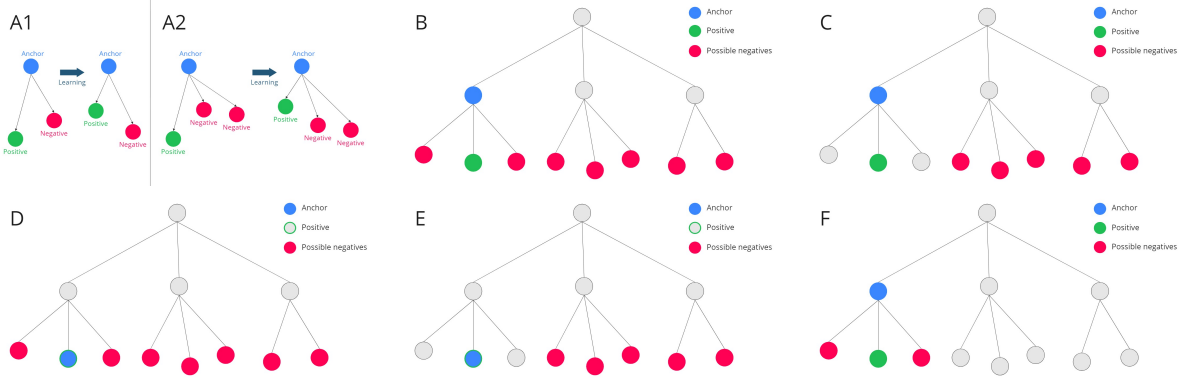 A1
Anchor
Anchor
Learning
Positive
Negative
Positive
Negative
A2
Anchor
Anchor
Learning
Negative
Negative
Positive
Positive
Negative
Negative
B
Anchor
Positive
Possible negatives
C
Anchor
Positive
Possible negatives
D
Anchor
Positive
Possible negatives
E
Anchor
Positive
Possible negatives
F
Anchor
Positive
Possible negatives